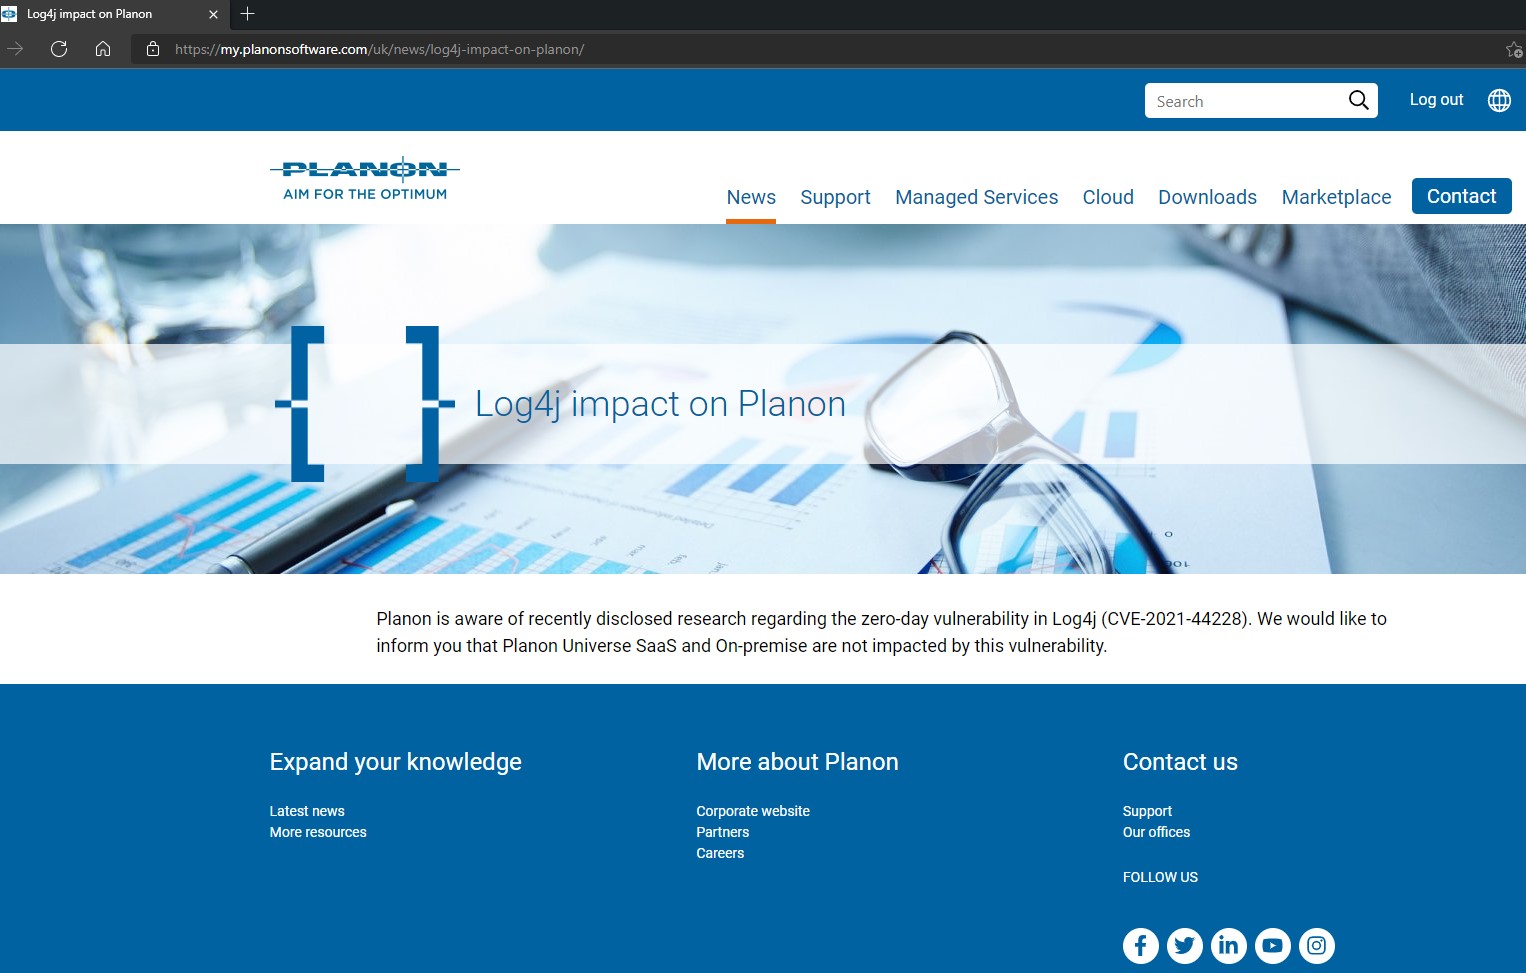 Log4j impact on Planon
https://my.planonsoftware.com/uk/news/log4j-impact-on-planon/
Search
Log out
PLANON
AIM FOR THE OPTIMUM
News Support Managed Services Cloud Downloads Marketplace Contact
Log4j impact on Planon
Planon is aware of recently disclosed research regarding the zero-day vulnerability in Log4j (CVE-2021-44228). We would like to
inform you that Planon Universe SaaS and On-premise are not impacted by this vulnerability.
Expand your knowledge
Latest news
More resources
More about Planon
Corporate website
Partners
Careers
Contact us
Support
Our offices
FOLLOW US